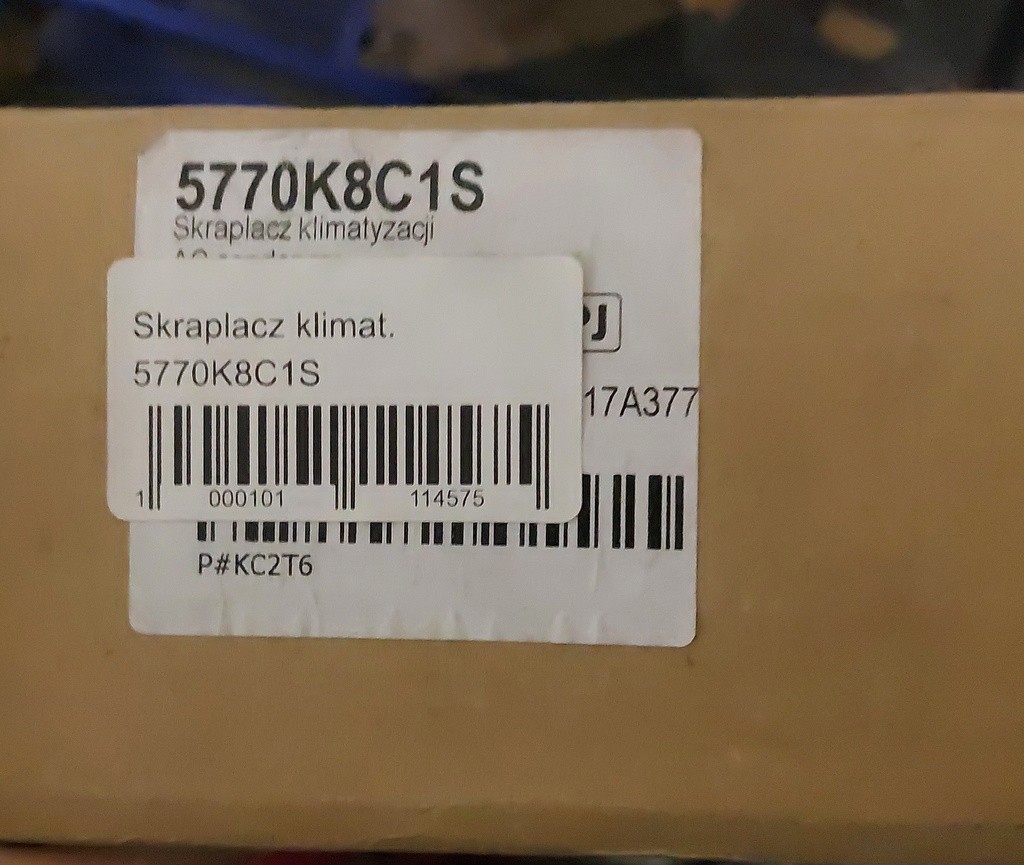 5770K8C1S
Skraplacz klimatyzacji
Skraplacz klimat.
5770K8C1S
17A377
1 000101 114575
P#KC2T6